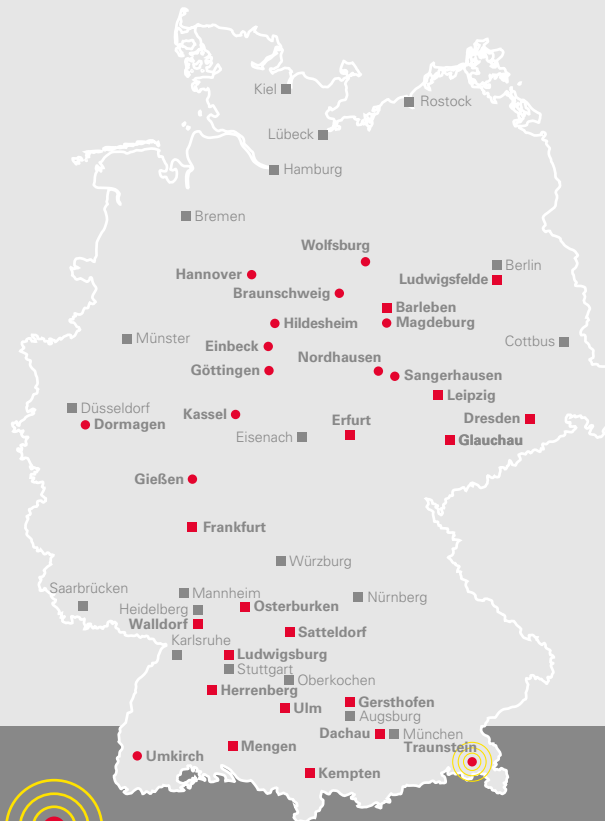 Kiel
Rostock
Lübeck
Hamburg
Bremen
Wolfsburg
Berlin
Hannover
Ludwigsfelde
Braunschweig
Barleben
Hildesheim
Magdeburg
Münster
Cottbus
Einbeck
Nordhausen
Göttingen
Sangerhausen
Leipzig
Düsseldorf
Kassel
Erfurt
Dresden
Dormagen
Eisenach
Glauchau
Gießen
Frankfurt
Würzburg
Saarbrücken
Mannheim
Nürnberg
Heidelberg
Osterburken
Walldorf
Satteldorf
Karlsruhe
Ludwigsburg
Stuttgart
Oberkochen
Herrenberg
Gersthofen
Ulm
Augsburg
Dachau
München
Mengen
Traunstein
Umkirch
Kempten